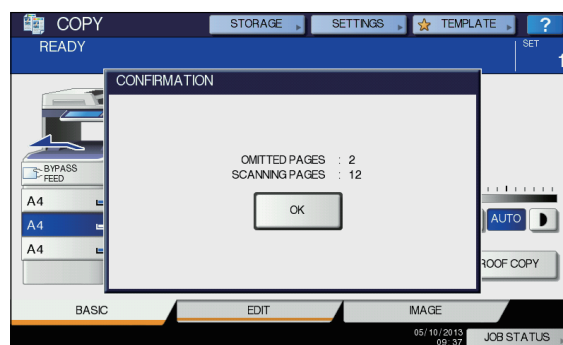 COPY
STORAGE
SETTINGS
TEMPLATE
?
READY
SET
1
CONFIRMATION
OMITTED PAGES : 2
SCANNING PAGES : 12
OK
BYPASS
FEED
A4
A4
A4
AUTO
ROOF COPY
BASIC
EDIT
IMAGE
05/10/2013
09:37
JOB STATUS